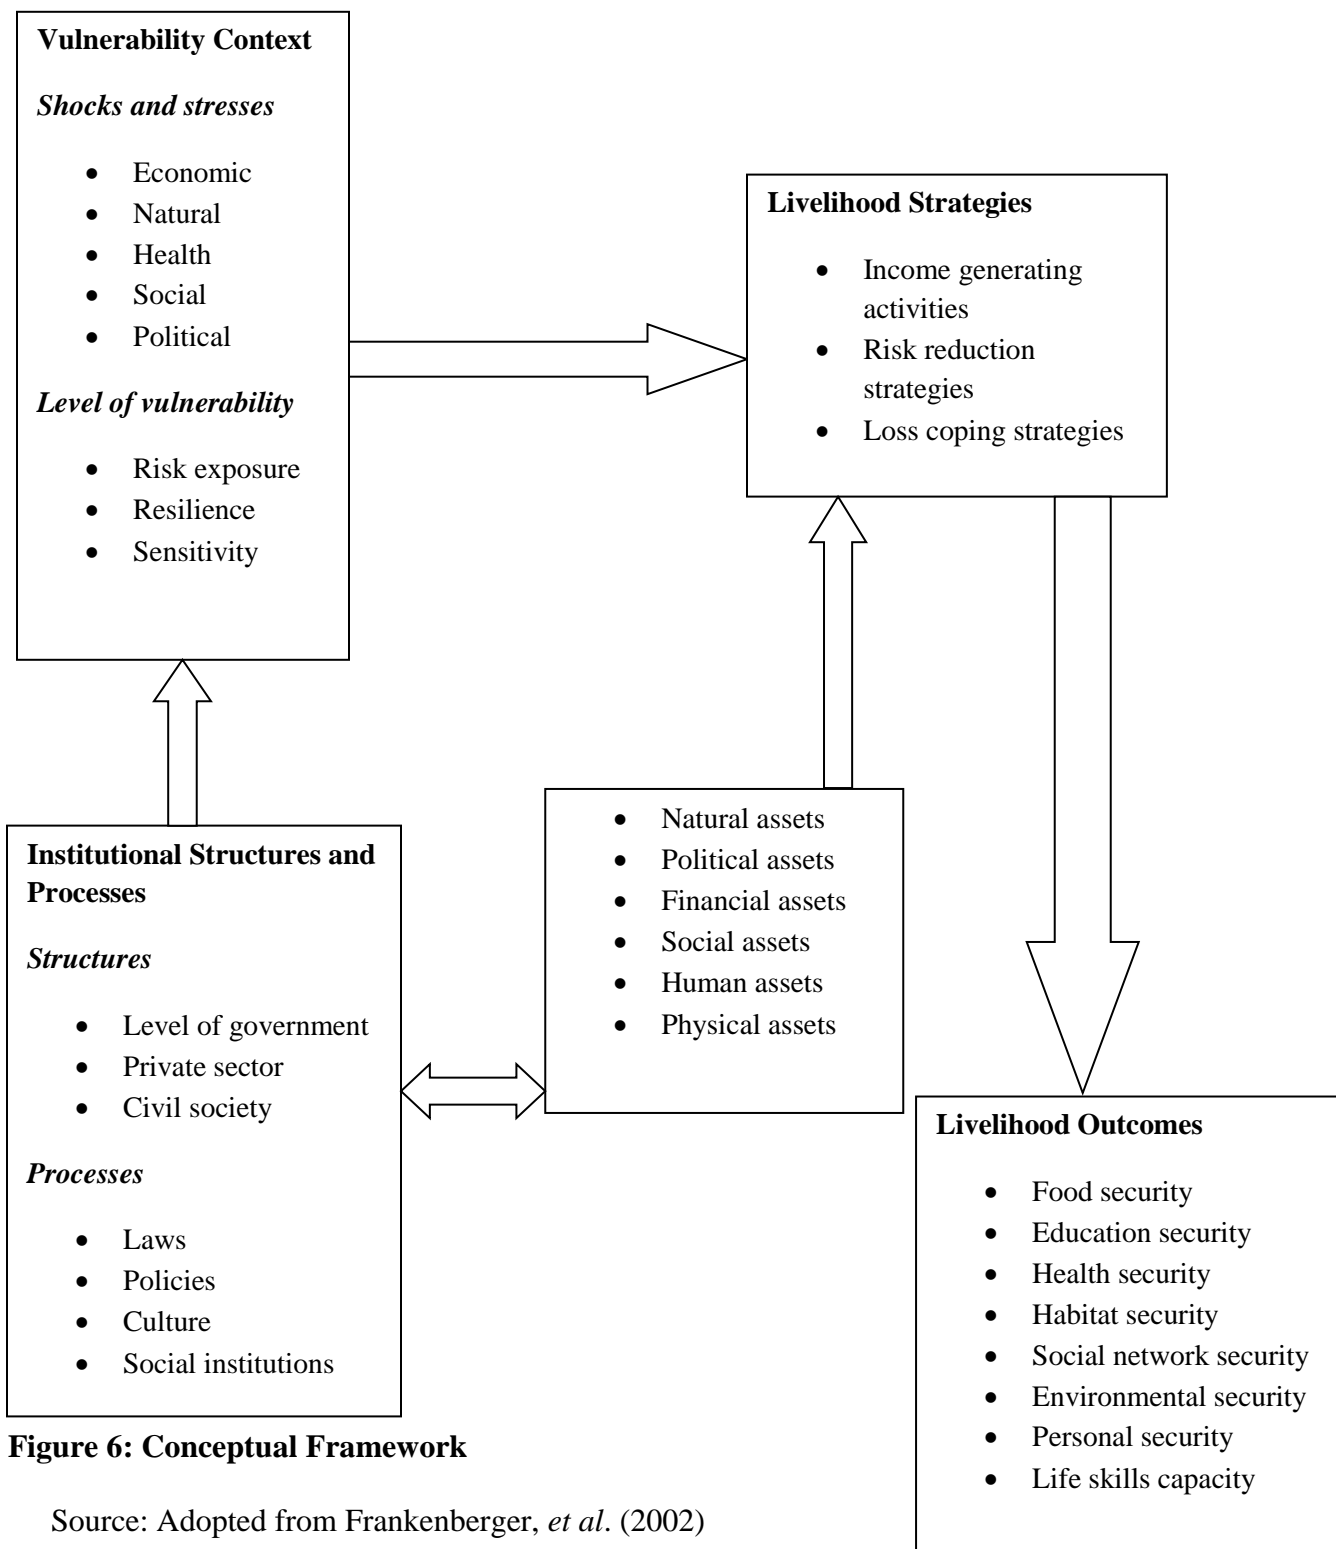 Vulnerability Context
Shocks and stresses
• Economic
• Natural
• Health
• Social
• Political
Level of vulnerability
• Risk exposure
• Resilience
• Sensitivity
Livelihood Strategies
• Income generating
activities
• Risk reduction
strategies
• Loss coping strategies
Institutional Structures and
Processes
Structures
• Level of government
• Private sector
• Civil society
Processes
• Laws
• Policies
• Culture
• Social institutions
• Natural assets
• Political assets
• Financial assets
• Social assets
• Human assets
• Physical assets
Livelihood Outcomes
• Food security
• Education security
• Health security
• Habitat security
• Social network security
• Environmental security
• Personal security
• Life skills capacity
Figure 6: Conceptual Framework
Source: Adopted from Frankenberger, et al. (2002)